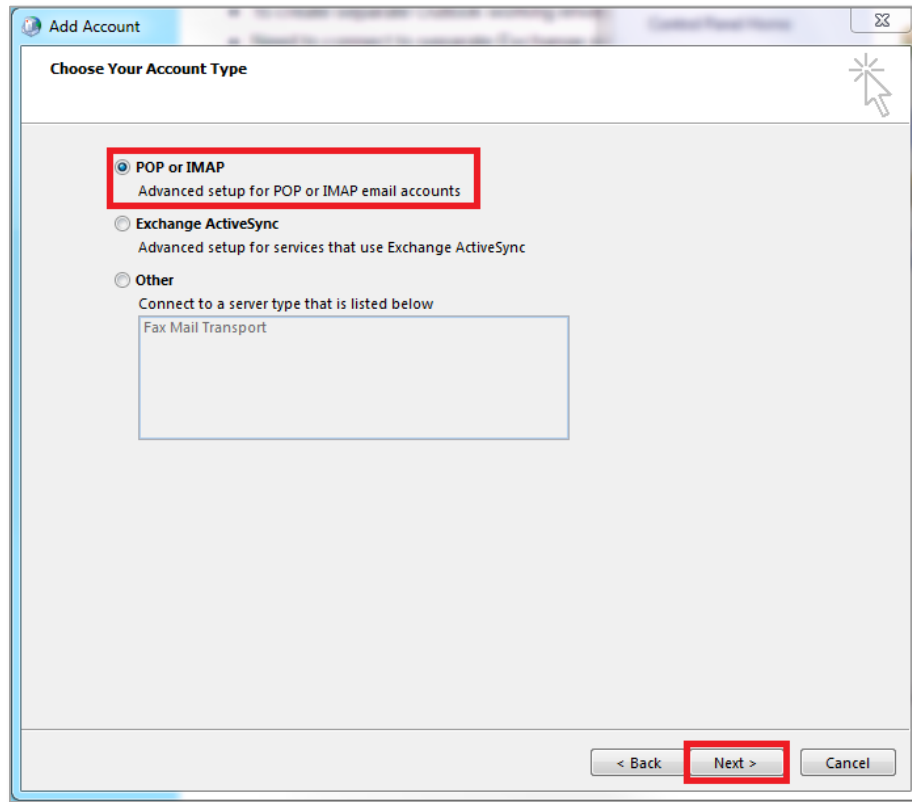 Add Account
Choose Your Account Type
POP or IMAP
Advanced setup for POP or IMAP email accounts
Exchange ActiveSync
Advanced setup for services that use Exchange ActiveSync
Other
Connect to a server type that is listed below
Fax Mail Transport
< Back
Next >
Cancel